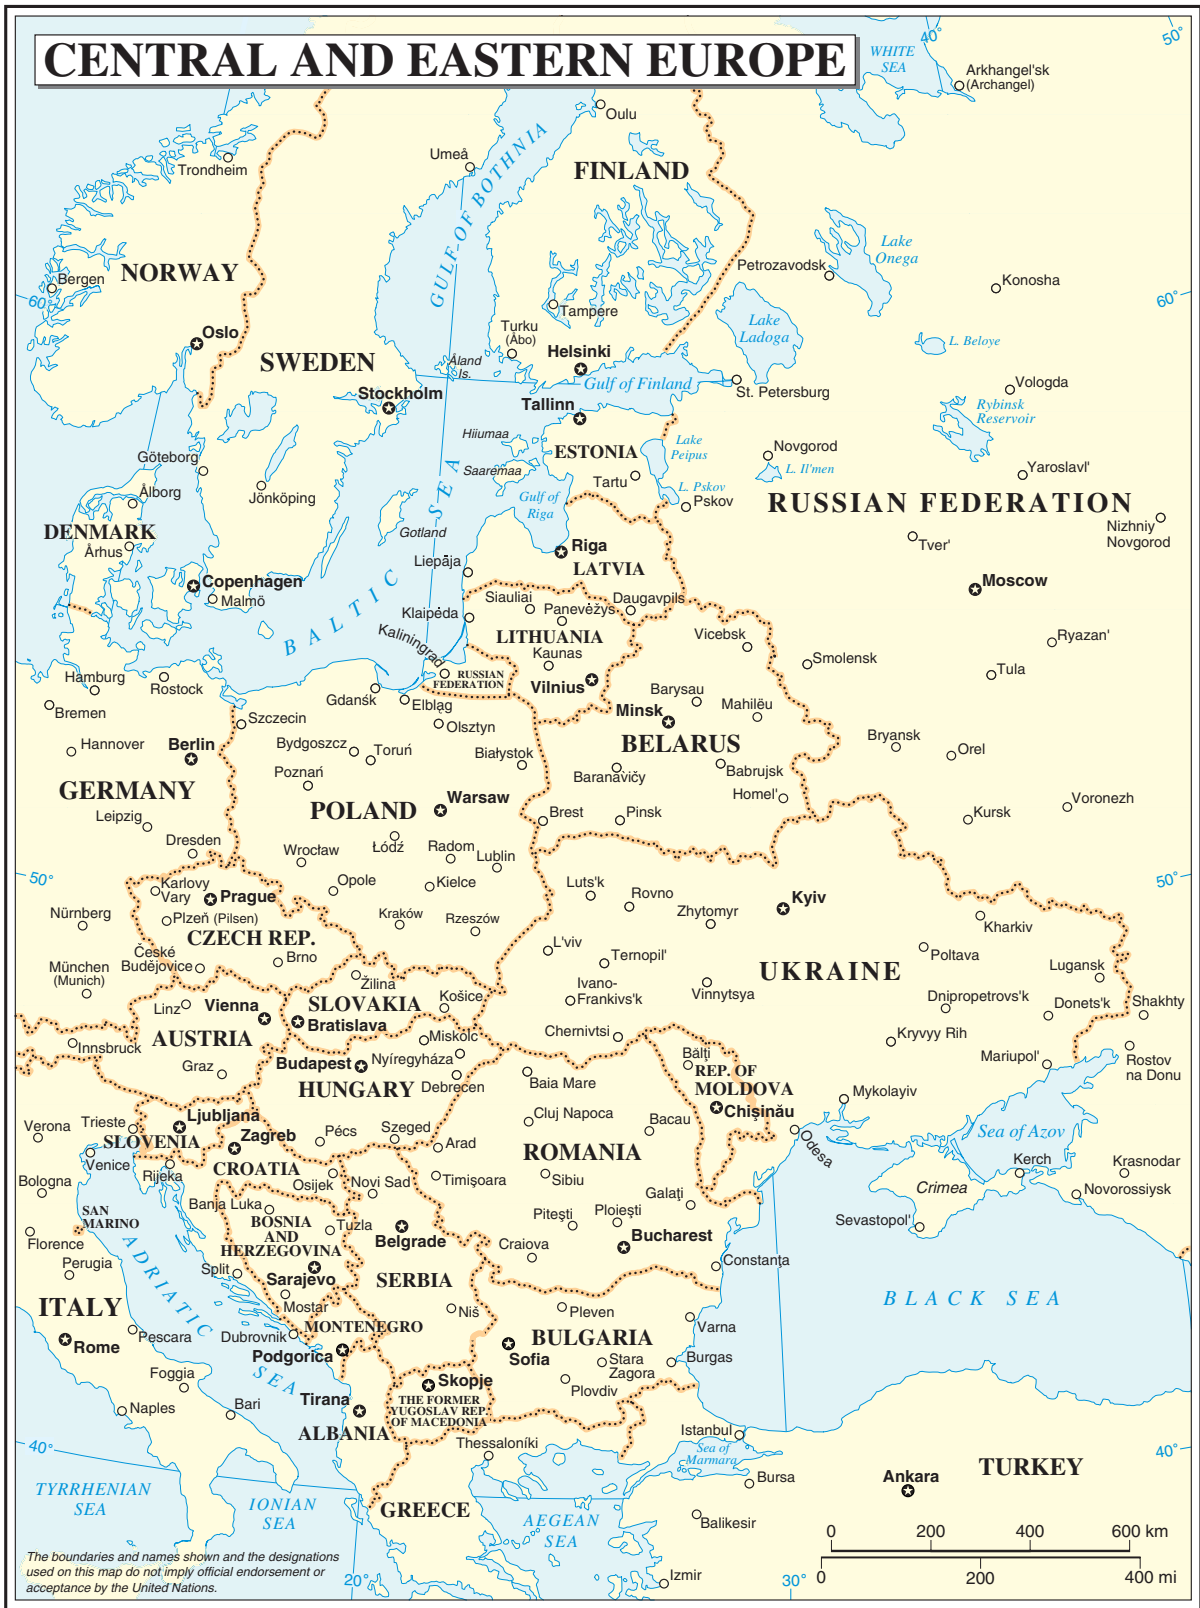 CENTRAL AND EASTERN EUROPE
40°
50°
WHITE
SEA
Arkhangel'sk
(Archangel)
Oulu
Umeå
Trondheim
GULF OF BOTHNIA
FINLAND
NORWAY
Bergen
60°
Petrozavodsk
Lake
Onega
Konosha
60°
Tampere
Turku
(Åbo)
Lake
Ladoga
L. Beloye
Oslo
SWEDEN
Åland
Is.
Helsinki
Gulf of Finland
St. Petersburg
Vologda
Stockholm
Tallinn
Rybinsk
Reservoir
Hiiumaa
ESTONIA
Lake
Peipus
Novgorod
L. Il'men
Yaroslavl'
Göteborg
Saaremaa
Tartu
L. Pskov
Pskov
Ålborg
Jönköping
Gulf of
Riga
RUSSIAN FEDERATION
Nizhniy
Novgorod
DENMARK
Århus
Gotland
Tver'
Riga
LATVIA
Liepāja
Copenhagen
Malmö
Moscow
BALTIC SEA
Siauliai
Panevėžys
Daugavpils
Klaipėda
LITHUANIA
Kaunas
Vicebsk
Ryazan'
Kaliningrad
Smolensk
Tula
RUSSIAN
FEDERATION
Vilnius
Hamburg
Rostock
Bremen
Gdańsk
Elbląg
Barysau
Mahilëu
Minsk
Szczecin
Olsztyn
BELARUS
Bryansk
Orel
Hannover
Berlin
Bydgoszcz
Toruń
Białystok
Baranavičy
Babrujsk
GERMANY
Poznań
Homel'
Voronezh
POLAND
Warsaw
Brest
Pinsk
Kursk
Leipzig
Dresden
Wrocław
Łódź
Radom
Lublin
50°
50°
Karlovy
Vary
Prague
Opole
Kielce
Luts'k
Rovno
Kyiv
Nürnberg
Plzeň (Pilsen)
Kraków
Rzeszów
Zhytomyr
Kharkiv
CZECH REP.
L'viv
Ternopil'
Poltava
České
Budějovice
Brno
München
(Munich)
Žilina
UKRAINE
Lugansk
Ivano-
Frankivs'k
Vinnytsya
Linz
Vienna
SLOVAKIA
Košice
Dnipropetrovs'k
Donets'k
Shakhty
Bratislava
AUSTRIA
Innsbruck
Miskolc
Chernivtsi
Kryvyy Rih
Graz
Budapest
Nyíregyháza
Bălţi
Mariupol'
Rostov
na Donu
HUNGARY
Debrecen
Baia Mare
REP. OF
MOLDOVA
Chişinău
Mykolayiv
Ljubljana
Cluj Napoca
Bacau
Verona
Trieste
SLOVENIA
Zagreb
Pécs
Szeged
Arad
Odesa
Sea of Azov
Venice
Rijeka
CROATIA
ROMANIA
Kerch
Krasnodar
Bologna
Osijek
Novi Sad
Timişoara
Sibiu
Crimea
Novorossiysk
Banja Luka
Galaţi
SAN
MARINO
BOSNIA
AND
HERZEGOVINA
Tuzla
Belgrade
Piteşti
Ploieşti
Sevastopol'
Florence
Craiova
Bucharest
Perugia
Split
Sarajevo
SERBIA
Constanţa
ITALY
ADRIATIC SEA
Mostar
Niš
Pleven
BLACK SEA
Rome
Pescara
Dubrovnik
MONTENEGRO
Varna
Podgorica
Sofia
BULGARIA
Stara
Zagora
Burgas
Foggia
Skopje
Plovdiv
Naples
Bari
Tirana
THE FORMER
YUGOSLAV REP.
OF MACEDONIA
ALBANIA
Istanbul
Thessaloníki
Sea of
Marmara
40°
40°
Bursa
Ankara
TURKEY
TYRRHENIAN
SEA
IONIAN
SEA
GREECE
AEGEAN
SEA
Balikesir
Izmir
The boundaries and names shown and the designations
used on this map do not imply official endorsement or
acceptance by the United Nations.
20°
30°
0 200 400 600 km
0 200 400 mi